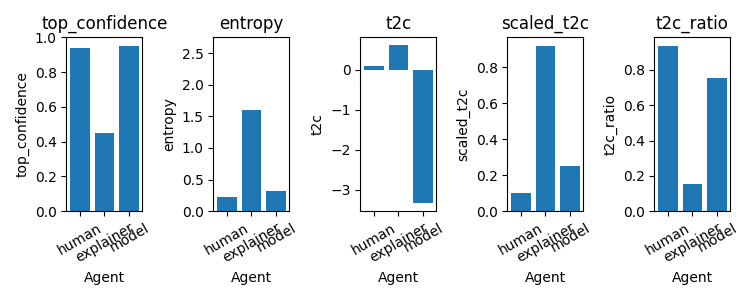 top_confidence
top_confidence
1.0
0.8
0.6
0.4
0.2
0.0
human
explainer
model
Agent
entropy
entropy
2.5
2.0
1.5
1.0
0.5
0.0
human
explainer
model
Agent
t2c
t2c
0
−1
−2
−3
human
explainer
model
Agent
scaled_t2c
scaled_t2c
0.8
0.6
0.4
0.2
0.0
human
explainer
model
Agent
t2c_ratio
t2c_ratio
0.8
0.6
0.4
0.2
0.0
human
explainer
model
Agent